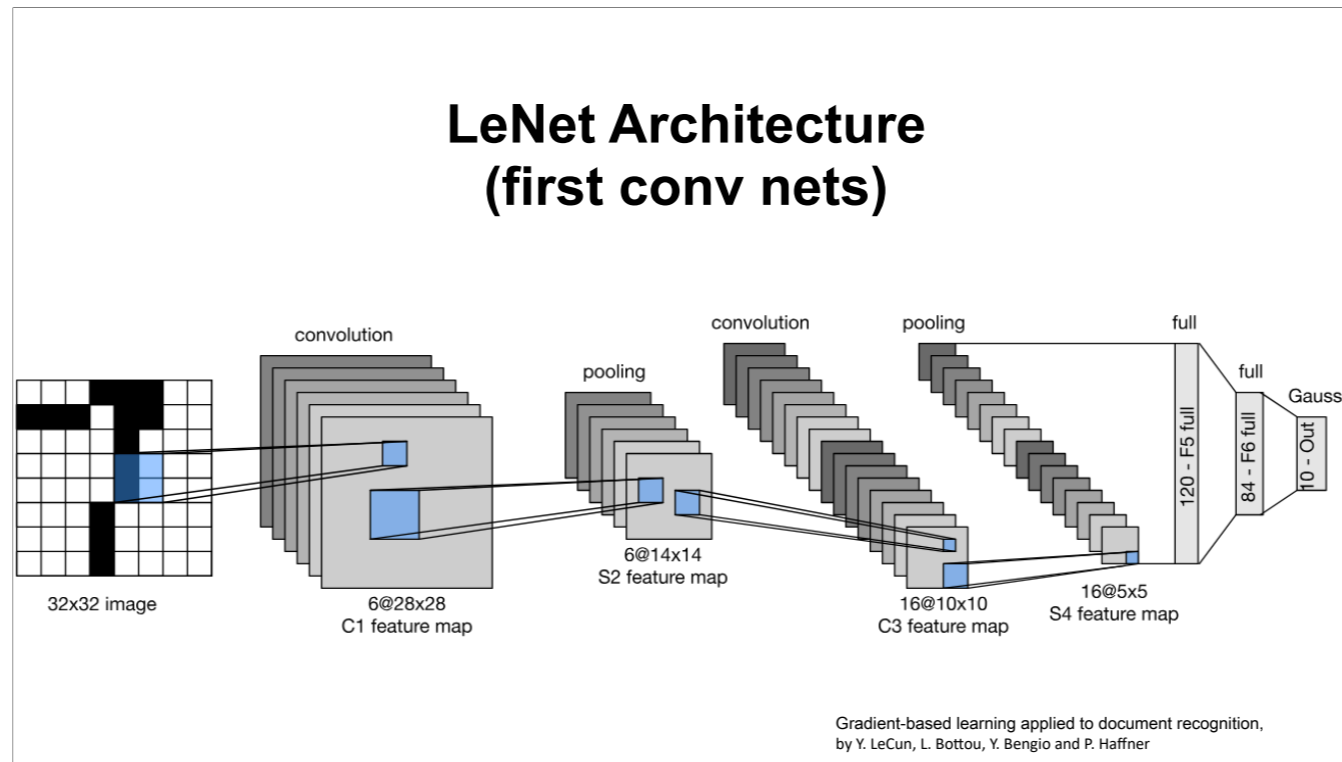 LeNet Architecture
(first conv nets)
convolution
pooling
convolution
pooling
full
full
Gauss
32x32 image
6@28x28
C1 feature map
6@14x14
S2 feature map
16@10x10
C3 feature map
16@5x5
S4 feature map
120 - F5 full
84 - F6 full
10 - Out
Gradient-based learning applied to document recognition,
by Y. LeCun, L. Bottou, Y. Bengio and P. Haffner